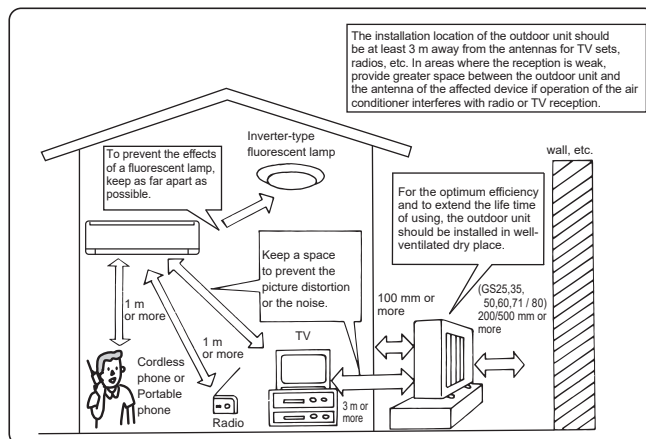 The installation location of the outdoor unit should
be at least 3 m away from the antennas for TV sets,
radios, etc. In areas where the reception is weak,
provide greater space between the outdoor unit and
the antenna of the affected device if operation of the air
conditioner interferes with radio or TV reception.
Inverter-type
fluorescent lamp
wall, etc.
To prevent the effects
of a fluorescent lamp,
keep as far apart as
possible.
For the optimum efficiency
and to extend the life time
of using, the outdoor unit
should be installed in well-
ventilated dry place.
Keep a space
to prevent the
picture distortion
or the noise.
100 mm or
more
(GS25,35,
50,60,71 / 80)
200/500 mm or
more
1 m
or more
1 m
or more
TV
Cordless
phone or
Portable
phone
Radio
3 m or
more